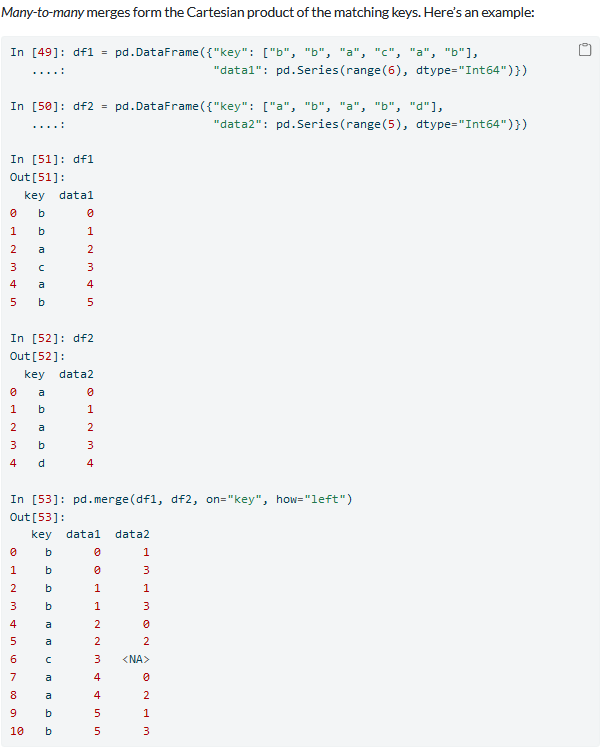 Many-to-many merges form the Cartesian product of the matching keys. Here's an example:
In [49]: df1 = pd.DataFrame({"key": ["b", "b", "a", "c", "a", "b"],
   ....:                     "data1": pd.Series(range(6), dtype="Int64")})
In [50]: df2 = pd.DataFrame({"key": ["a", "b", "a", "b", "d"],
   ....:                     "data2": pd.Series(range(5), dtype="Int64")})
In [51]: df1
Out[51]:
  key  data1
0   b      0
1   b      1
2   a      2
3   c      3
4   a      4
5   b      5
In [52]: df2
Out[52]:
  key  data2
0   a      0
1   b      1
2   a      2
3   b      3
4   d      4
In [53]: pd.merge(df1, df2, on="key", how="left")
Out[53]:
   key  data1  data2
0    b      0      1
1    b      0      3
2    b      1      1
3    b      1      3
4    a      2      0
5    a      2      2
6    c      3   <NA>
7    a      4      0
8    a      4      2
9    b      5      1
10   b      5      3